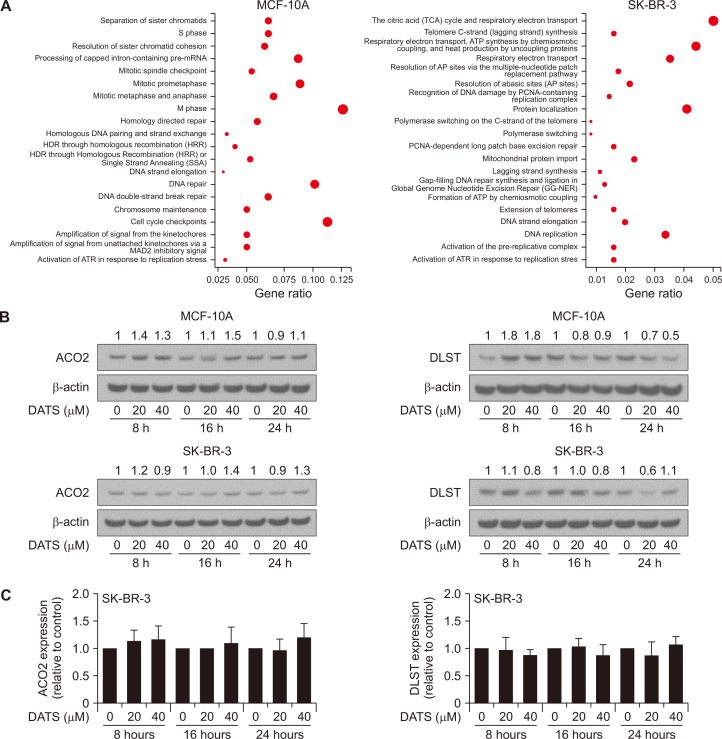 A
MCF-10A
Separation of sister chromatids
S phase
Resolution of sister chromatid cohesion
Processing of capped intron-containing pre-mRNA
Mitotic spindle checkpoint
Mitotic prometaphase
Mitotic metaphase and anaphase
M phase
Homology directed repair
Homologous DNA pairing and strand exchange
HDR through homologous recombination (HRR)
HDR through Homologous Recombination (HRR) or
Single Strand Annealing (SSA)
DNA strand elongation
DNA repair
DNA double-strand break repair
Chromosome maintenance
Cell cycle checkpoints
Amplification of signal from the kinetochores
Amplification of signal from unattached kinetochores via a
MAD2 inhibitory signal
Activation of ATR in response to replication stress
0.025 0.050 0.075 0.100 0.125
Gene ratio
SK-BR-3
The citric acid (TCA) cycle and respiratory electron transport
Telomere C-strand (lagging strand) synthesis
Respiratory electron transport, ATP synthesis by chemiosmotic
coupling, and heat production by uncoupling proteins
Respiratory electron transport
Resolution of AP sites via the multiple-nucleotide patch
replacement pathway
Resolution of abasic sites (AP sites)
Recognition of DNA damage by PCNA-containing
replication complex
Protein localization
Polymerase switching on the C-strand of the telomere
Polymerase switching
PCNA-dependent long patch base excision repair
Mitochondrial protein import
Lagging strand synthesis
Gap-filling DNA repair synthesis and ligation in
Global Genome Nucleotide Excision Repair (GG-NER)
Formation of ATP by chemiosmotic coupling
Extension of telomeres
DNA strand elongation
DNA replication
Activation of the pre-replicative complex
Activation of ATR in response to replication stres
0.01 0.02 0.03 0.04 0.05
Gene ratio
B
MCF-10A
1 1.4 1.3 1 1.1 1.5 1 0.9 1.1
ACO2
β-actin
DATS (μM) 0 20 40 0 20 40 0 20 40
8 h 16 h 24 h
MCF-10A
1 1.8 1.8 1 0.8 0.9 1 0.7 0.5
DLST
β-actin
DATS (μM) 0 20 40 0 20 40 0 20 40
8 h 16 h 24 h
SK-BR-3
1 1.2 0.9 1 1.0 1.4 1 0.9 1.3
ACO2
β-actin
DATS (μM) 0 20 40 0 20 40 0 20 40
8 h 16 h 24 h
SK-BR-3
1 1.1 0.8 1 1.0 0.8 1 0.6 1.1
DLST
β-actin
DATS (μM) 0 20 40 0 20 40 0 20 40
8 h 16 h 24 h
C
SK-BR-3
ACO2 expression
(relative to control)
2.0
1.5
1.0
0.5
0
DATS (μM) 0 20 40 0 20 40 0 20 40
8 hours 16 hours 24 hours
SK-BR-3
DLST expression
(relative to control)
2.0
1.5
1.0
0.5
0
DATS (μM) 0 20 40 0 20 40 0 20 40
8 hours 16 hours 24 hours